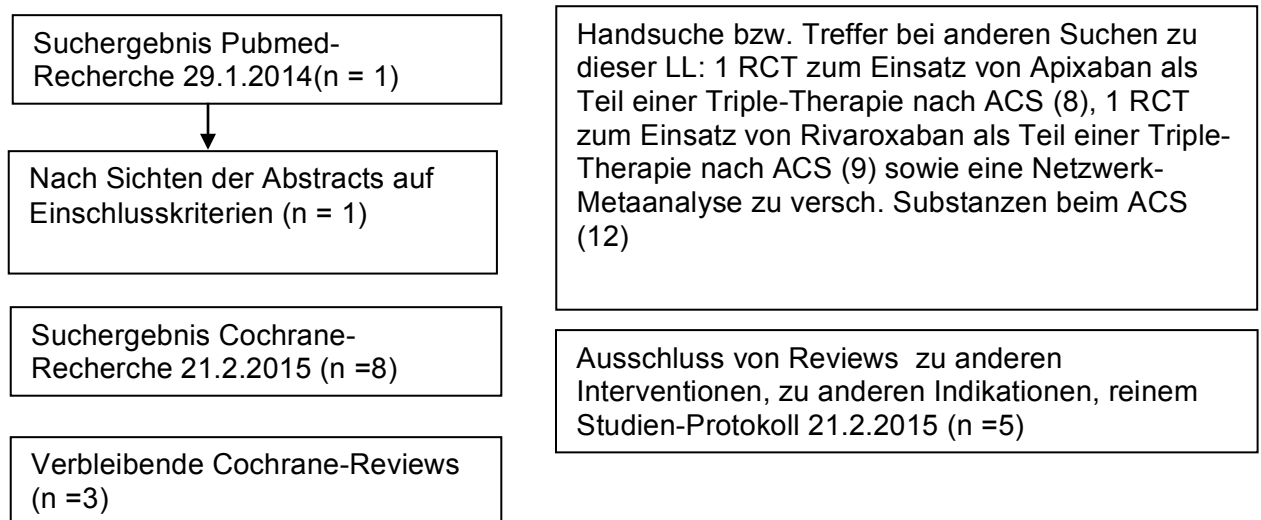 Suchergebnis Pubmed-
Recherche 29.1.2014(n = 1)
Nach Sichten der Abstracts auf
Einschlusskriterien (n = 1)
Suchergebnis Cochrane-
Recherche 21.2.2015 (n =8)
Verbleibende Cochrane-Reviews
(n =3)
Handsuche bzw. Treffer bei anderen Suchen zu
dieser LL: 1 RCT zum Einsatz von Apixaban als
Teil einer Triple-Therapie nach ACS (8), 1 RCT
zum Einsatz von Rivaroxaban als Teil einer Triple-
Therapie nach ACS (9) sowie eine Netzwerk-
Metaanalyse zu versch. Substanzen beim ACS
(12)
Ausschluss von Reviews  zu anderen
Interventionen, zu anderen Indikationen, reinem
Studien-Protokoll 21.2.2015 (n =5)